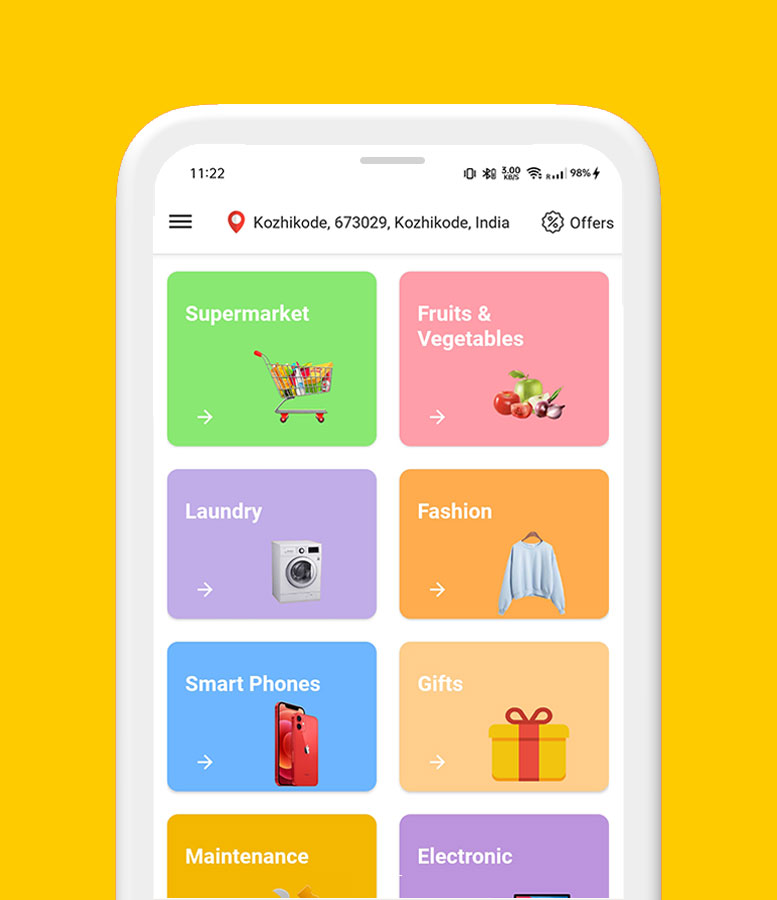 11:22 3.00 KB/S R 98%
Kozhikode, 673029, Kozhikode, India Offers
Supermarket
Fruits &
Vegetables
Laundry
Fashion
Smart Phones
Gifts
Maintenance
Electronic